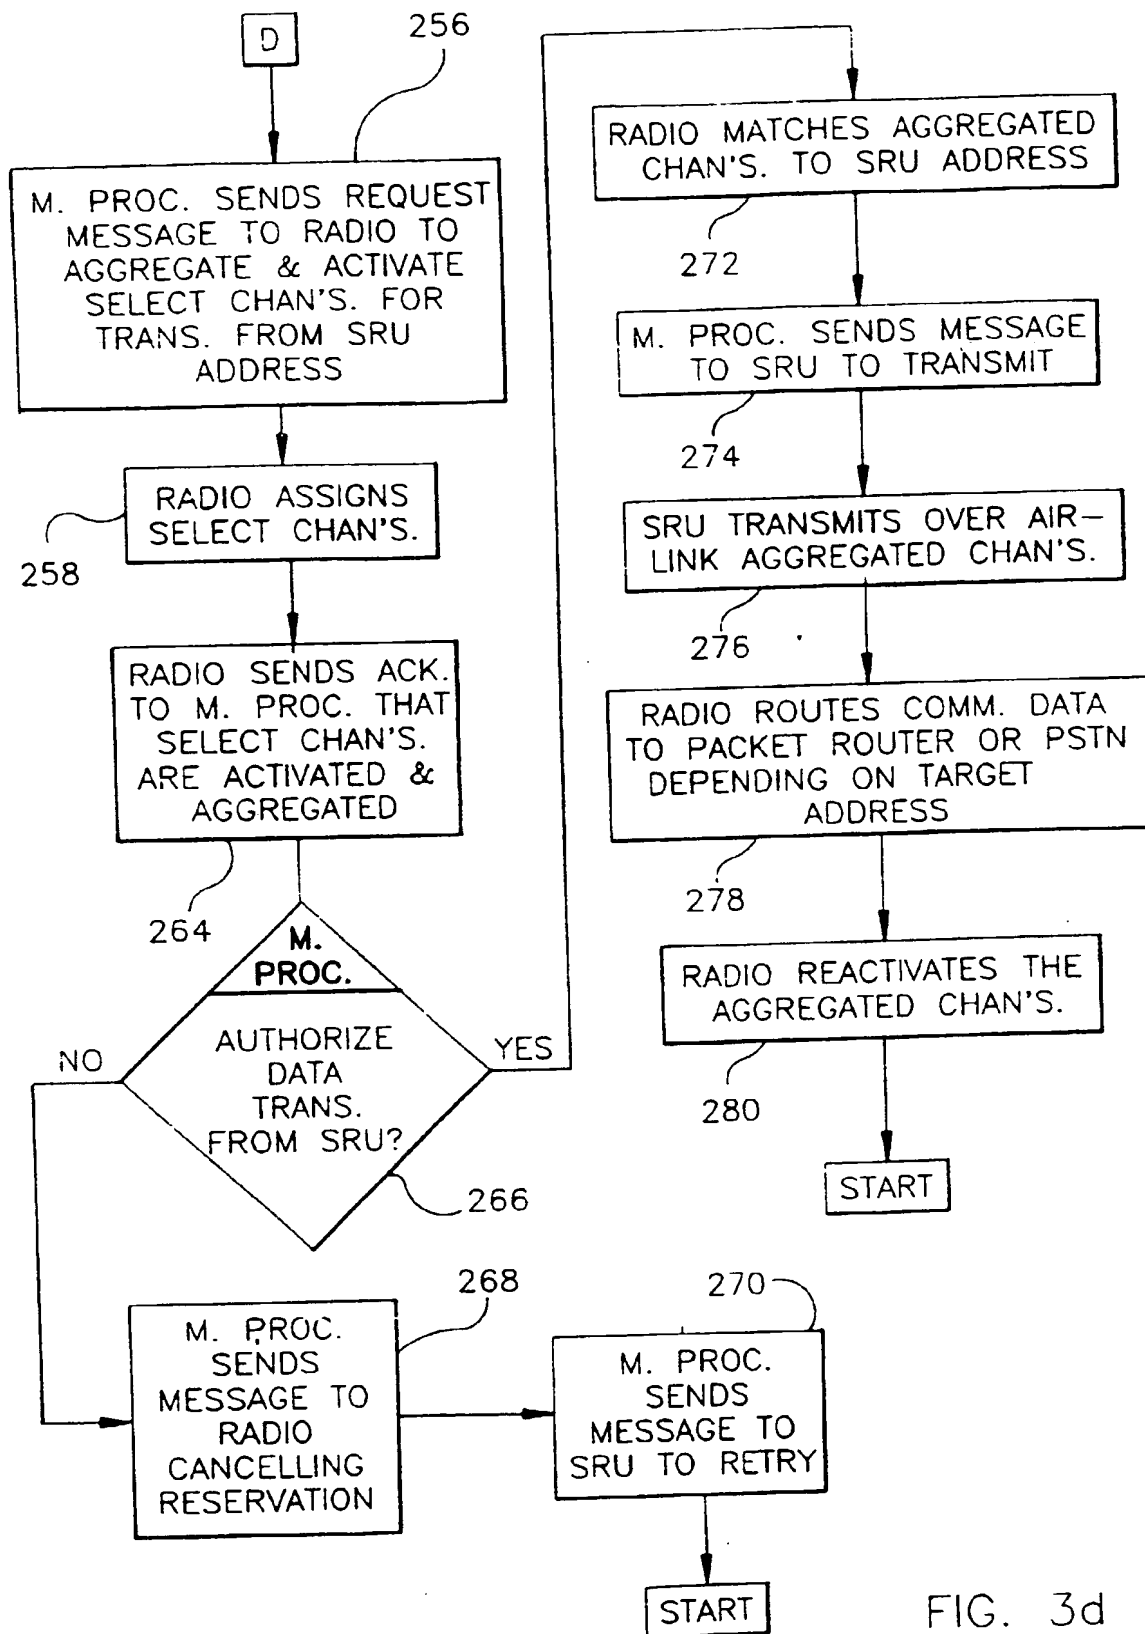 D
256
M. PROC. SENDS REQUEST
MESSAGE TO RADIO TO
AGGREGATE & ACTIVATE
SELECT CHAN'S. FOR
TRANS. FROM SRU
ADDRESS
RADIO ASSIGNS
SELECT CHAN'S.
258
RADIO SENDS ACK.
TO M. PROC. THAT
SELECT CHAN'S.
ARE ACTIVATED &
AGGREGATED
264
M.
PROC.
AUTHORIZE
DATA
TRANS.
FROM SRU?
NO
YES
266
268
M. PROC.
SENDS
MESSAGE TO
RADIO
CANCELLING
RESERVATION
270
M. PROC.
SENDS
MESSAGE TO
SRU TO RETRY
START
RADIO MATCHES AGGREGATED
CHAN'S. TO SRU ADDRESS
272
M. PROC. SENDS MESSAGE
TO SRU TO TRANSMIT
274
SRU TRANSMITS OVER AIR-
LINK AGGREGATED CHAN'S.
276
RADIO ROUTES COMM. DATA
TO PACKET ROUTER OR PSTN
DEPENDING ON TARGET
ADDRESS
278
RADIO REACTIVATES THE
AGGREGATED CHAN'S.
280
START
FIG. 3d